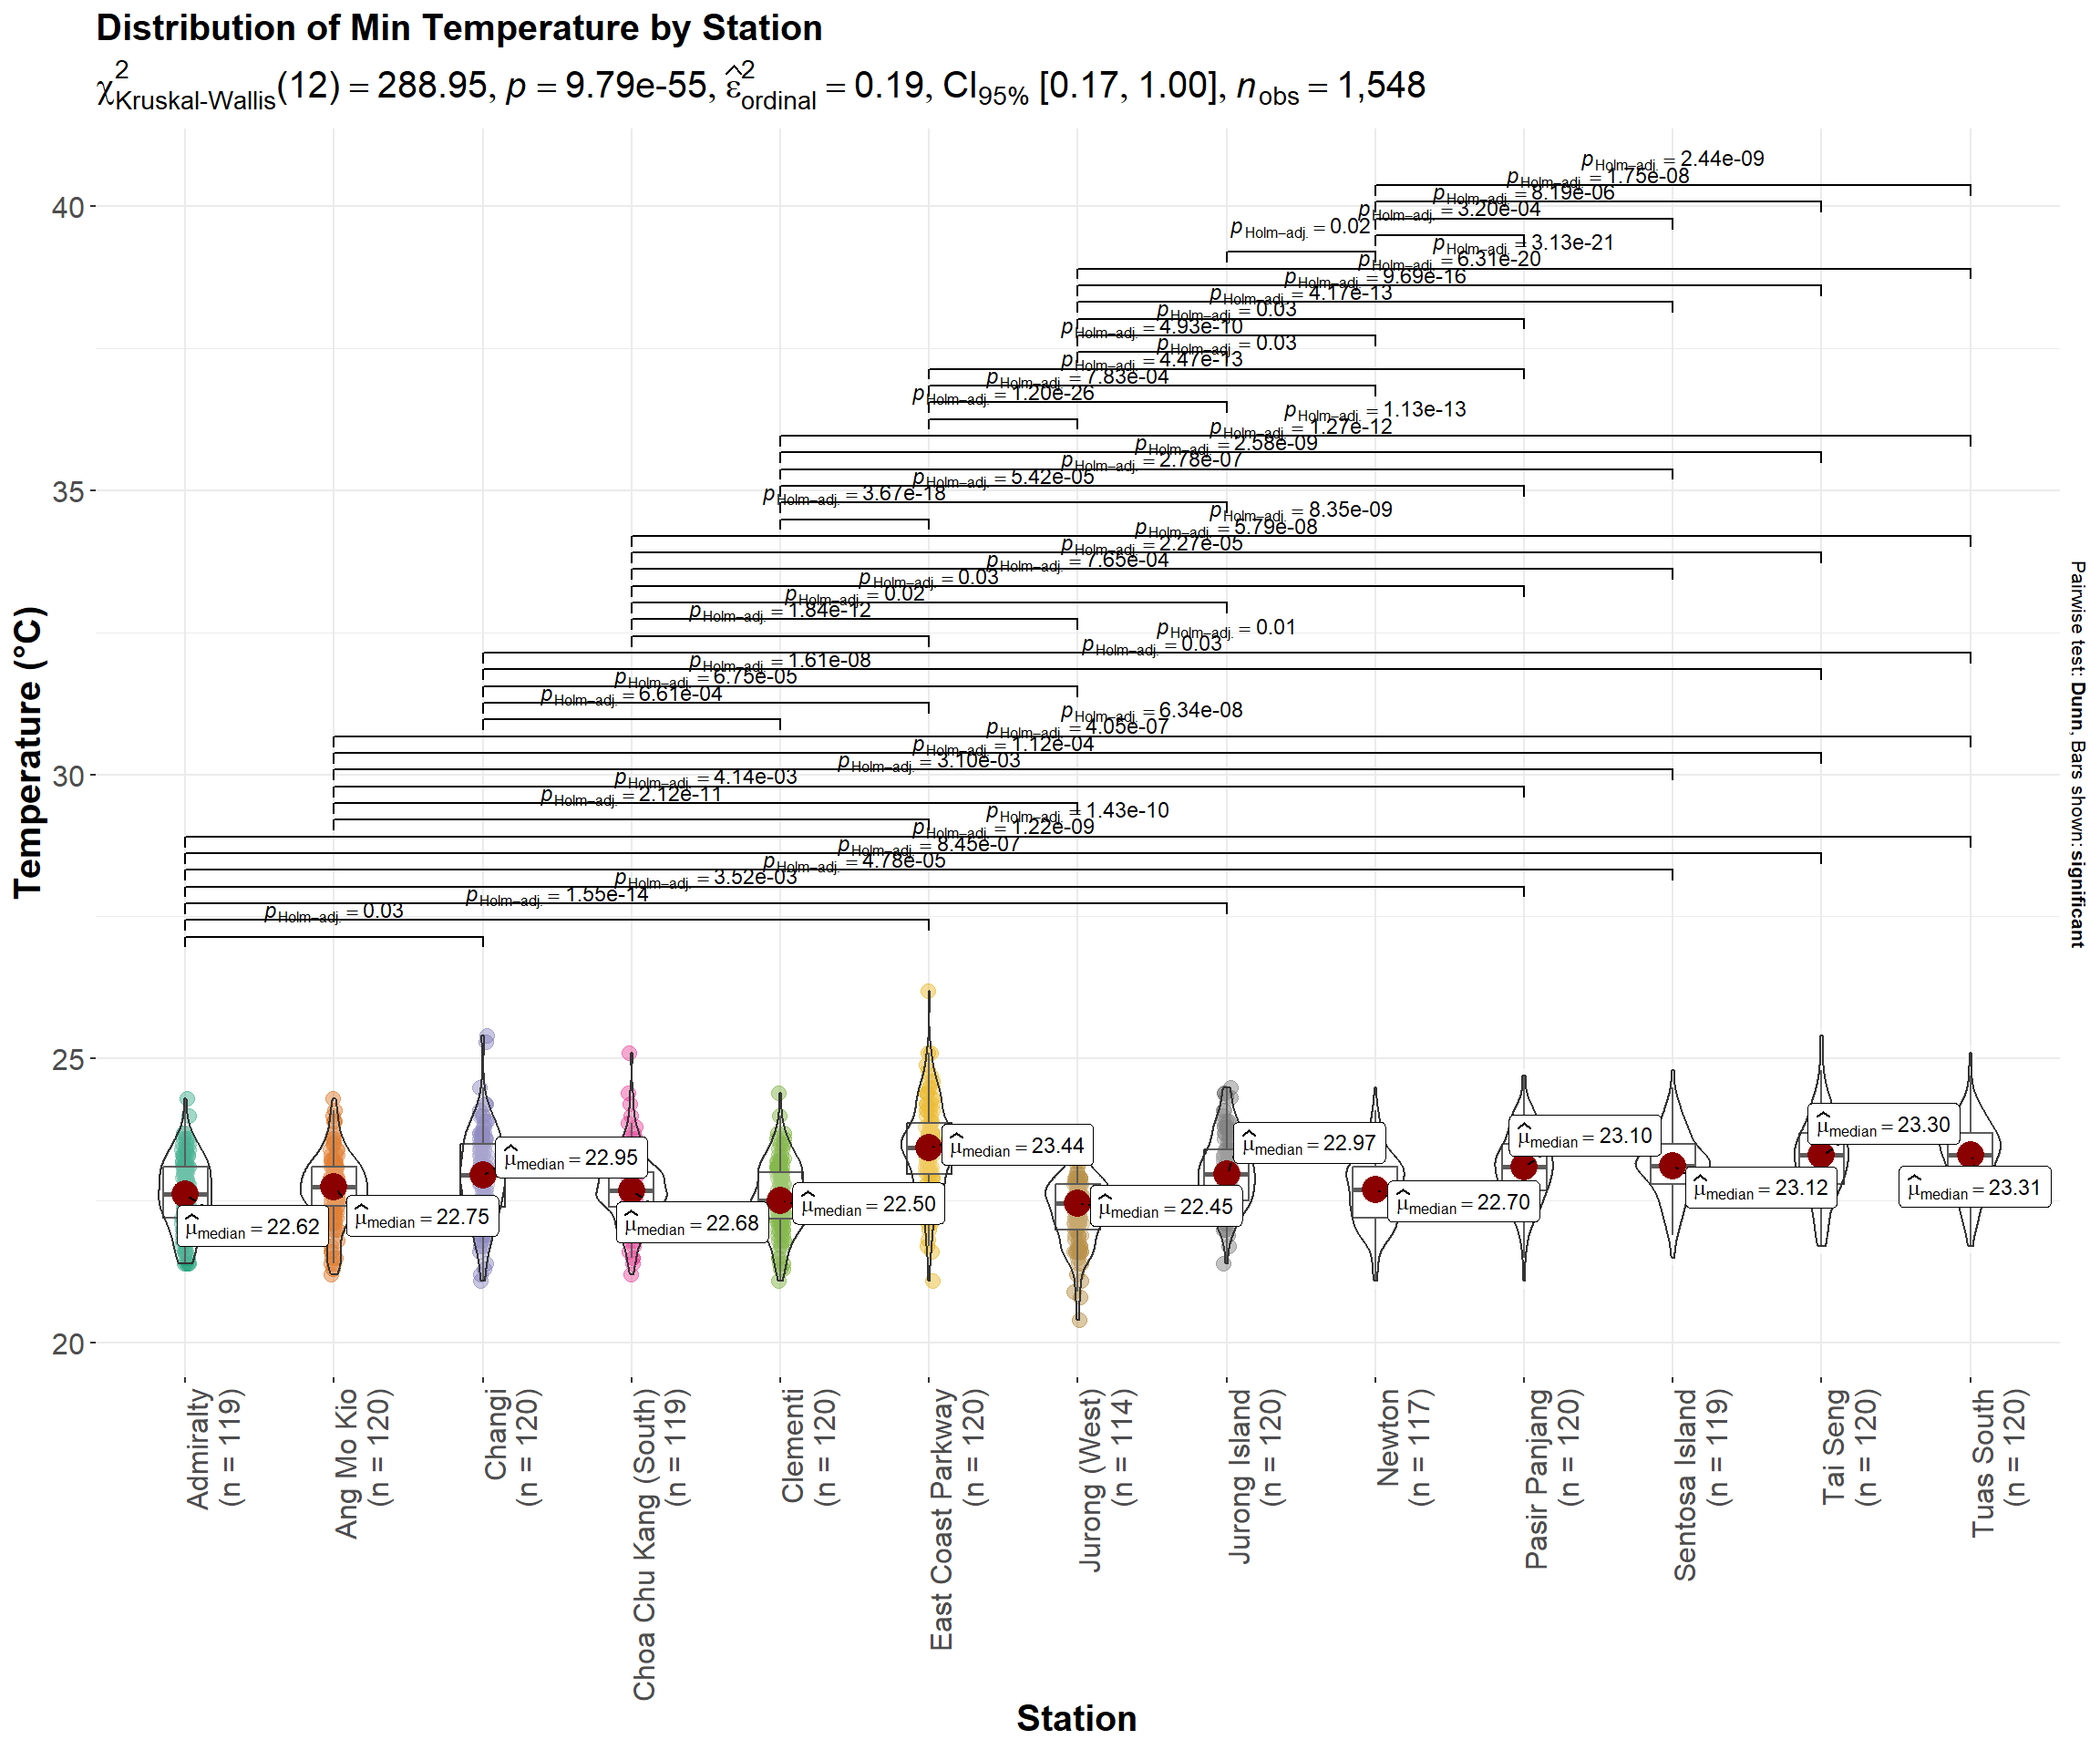 Distribution of Min Temperature by Station
χ²Kruskal-Wallis(12) = 288.95, p = 9.79e-55, ε̂²ordinal = 0.19, CI95% [0.17, 1.00], nobs = 1,548
pHolm–adj. = 2.44e-09
pHolm–adj. = 1.75e-08
pHolm–adj. = 8.19e-06
pHolm–adj. = 3.20e-04
pHolm–adj. = 0.02
pHolm–adj. = 3.13e-21
pHolm–adj. = 6.31e-20
pHolm–adj. = 9.69e-16
pHolm–adj. = 4.17e-13
pHolm–adj. = 0.03
pHolm–adj. = 4.93e-10
pHolm–adj. = 0.03
pHolm–adj. = 4.47e-13
pHolm–adj. = 7.83e-04
pHolm–adj. = 1.20e-26
pHolm–adj. = 1.13e-13
pHolm–adj. = 1.27e-12
pHolm–adj. = 2.58e-09
pHolm–adj. = 2.78e-07
pHolm–adj. = 5.42e-05
pHolm–adj. = 3.67e-18
pHolm–adj. = 8.35e-09
pHolm–adj. = 5.79e-08
pHolm–adj. = 2.27e-05
pHolm–adj. = 7.65e-04
pHolm–adj. = 0.03
pHolm–adj. = 0.02
pHolm–adj. = 1.84e-12
pHolm–adj. = 0.01
pHolm–adj. = 0.03
pHolm–adj. = 1.61e-08
pHolm–adj. = 6.75e-05
pHolm–adj. = 6.61e-04
pHolm–adj. = 6.34e-08
pHolm–adj. = 4.05e-07
pHolm–adj. = 1.12e-04
pHolm–adj. = 3.10e-03
pHolm–adj. = 4.14e-03
pHolm–adj. = 2.12e-11
pHolm–adj. = 1.43e-10
pHolm–adj. = 1.22e-09
pHolm–adj. = 8.45e-07
pHolm–adj. = 4.78e-05
pHolm–adj. = 3.52e-03
pHolm–adj. = 1.55e-14
pHolm–adj. = 0.03
40
35
30
25
20
Temperature (°C)
Pairwise test: Dunn, Bars shown: significant
μ̂median = 22.62
μ̂median = 22.75
μ̂median = 22.95
μ̂median = 22.68
μ̂median = 22.50
μ̂median = 23.44
μ̂median = 22.45
μ̂median = 22.97
μ̂median = 22.70
μ̂median = 23.10
μ̂median = 23.12
μ̂median = 23.30
μ̂median = 23.31
Admiralty
(n = 119)
Ang Mo Kio
(n = 120)
Changi
(n = 120)
Choa Chu Kang (South)
(n = 119)
Clementi
(n = 120)
East Coast Parkway
(n = 120)
Jurong (West)
(n = 114)
Jurong Island
(n = 120)
Newton
(n = 117)
Pasir Panjang
(n = 120)
Sentosa Island
(n = 119)
Tai Seng
(n = 120)
Tuas South
(n = 120)
Station